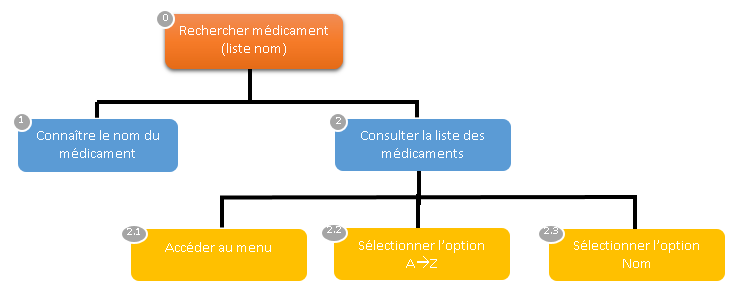 0
Rechercher médicament
(liste nom)
1
Connaître le nom du
médicament
2
Consulter la liste des
médicaments
2.1
Accéder au menu
2.2
Sélectionner l’option
A→Z
2.3
Sélectionner l’option
Nom